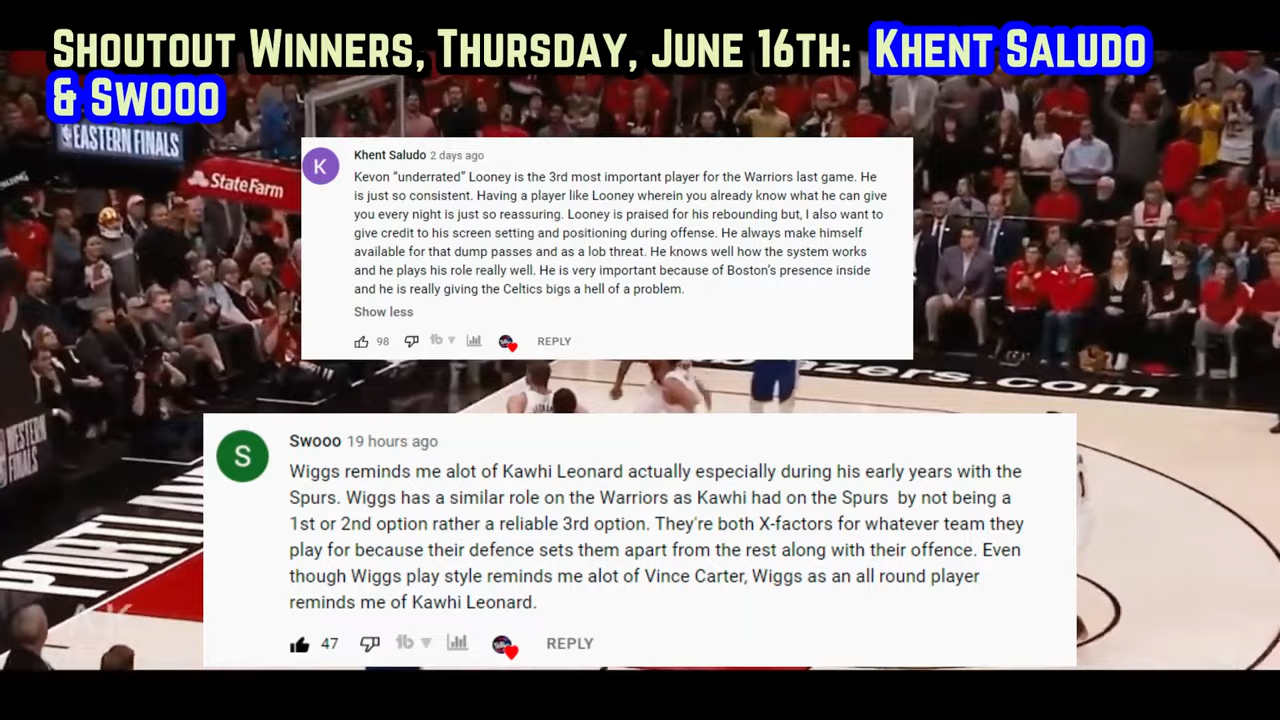 Shoutout Winners, Thursday, June 16th: Khent Saludo
& Swooo
EASTERN FINALS
StateFarm
K
Khent Saludo 2 days ago
Kevon “underrated” Looney is the 3rd most important player for the Warriors last game. He
is just so consistent. Having a player like Looney wherein you already know what he can give
you every night is just so reassuring. Looney is praised for his rebounding but, I also want to
give credit to his screen setting and positioning during offense. He always make himself
available for that dump passes and as a lob threat. He knows well how the system works
and he plays his role really well. He is very important because of Boston's presence inside
and he is really giving the Celtics bigs a hell of a problem.
Show less
98
REPLY
azers.com
WESTERN
FINALS
PORTLAN
S
Swooo 19 hours ago
Wiggs reminds me alot of Kawhi Leonard actually especially during his early years with the
Spurs. Wiggs has a similar role on the Warriors as Kawhi had on the Spurs by not being a
1st or 2nd option rather a reliable 3rd option. They're both X-factors for whatever team they
play for because their defence sets them apart from the rest along with their offence. Even
though Wiggs play style reminds me alot of Vince Carter, Wiggs as an all round player
reminds me of Kawhi Leonard.
47
REPLY